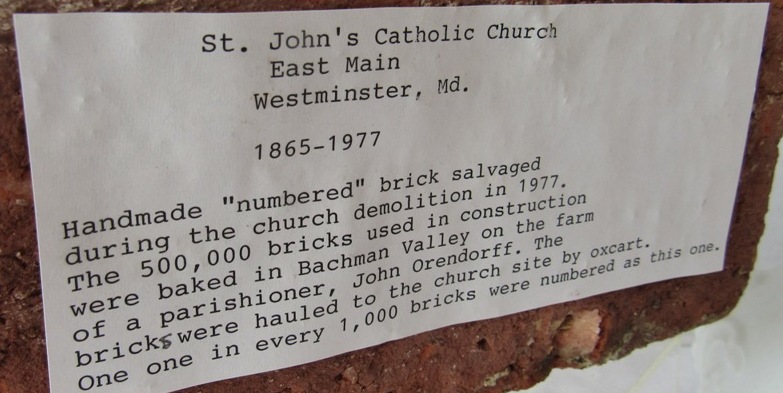 St. John's Catholic Church
East Main
Westminster, Md.
1865-1977
Handmade "numbered" brick salvaged
during the church demolition in 1977.
The 500,000 bricks used in construction
were baked in Bachman Valley on the farm
of a parishioner, John Orendorff. The
bricks were hauled to the church site by oxcart.
One one in every 1,000 bricks were numbered as this one.